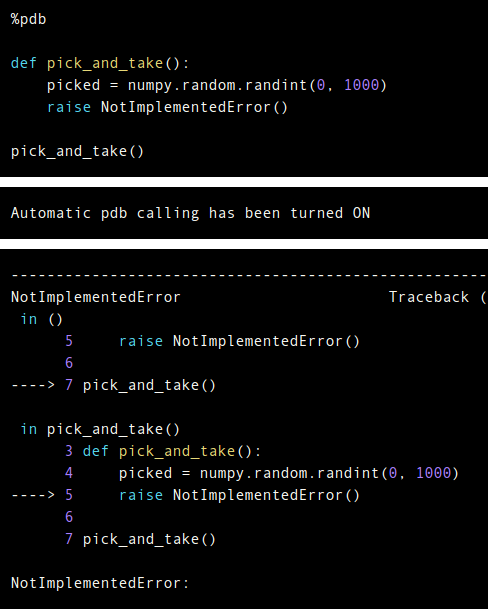 %pdb
def pick_and_take():
    picked = numpy.random.randint(0, 1000)
    raise NotImplementedError()
pick_and_take()
Automatic pdb calling has been turned ON
-----------------------------------------------------
NotImplementedError                       Traceback (
 in ()
      5     raise NotImplementedError()
      6
----> 7 pick_and_take()
 in pick_and_take()
      3 def pick_and_take():
      4     picked = numpy.random.randint(0, 1000)
----> 5     raise NotImplementedError()
      6
      7 pick_and_take()
NotImplementedError: